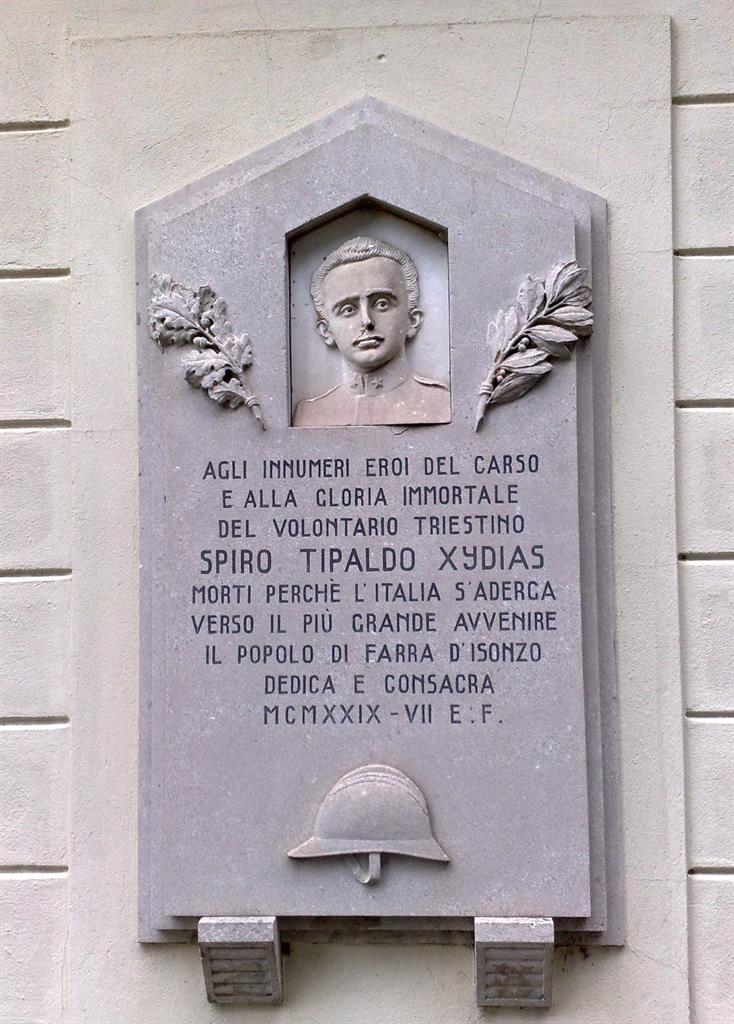 AGLI INNUMERI EROI DEL CARSO
E ALLA GLORIA IMMORTALE
DEL VOLONTARIO TRIESTINO
SPIRO TIPALDO XYDIAS
MORTI PERCHÈ L'ITALIA S'ADERGA
VERSO IL PIÙ GRANDE AVVENIRE
IL POPOLO DI FARRA D'ISONZO
DEDICA E CONSACRA
MCMXXIX - VII E. F.